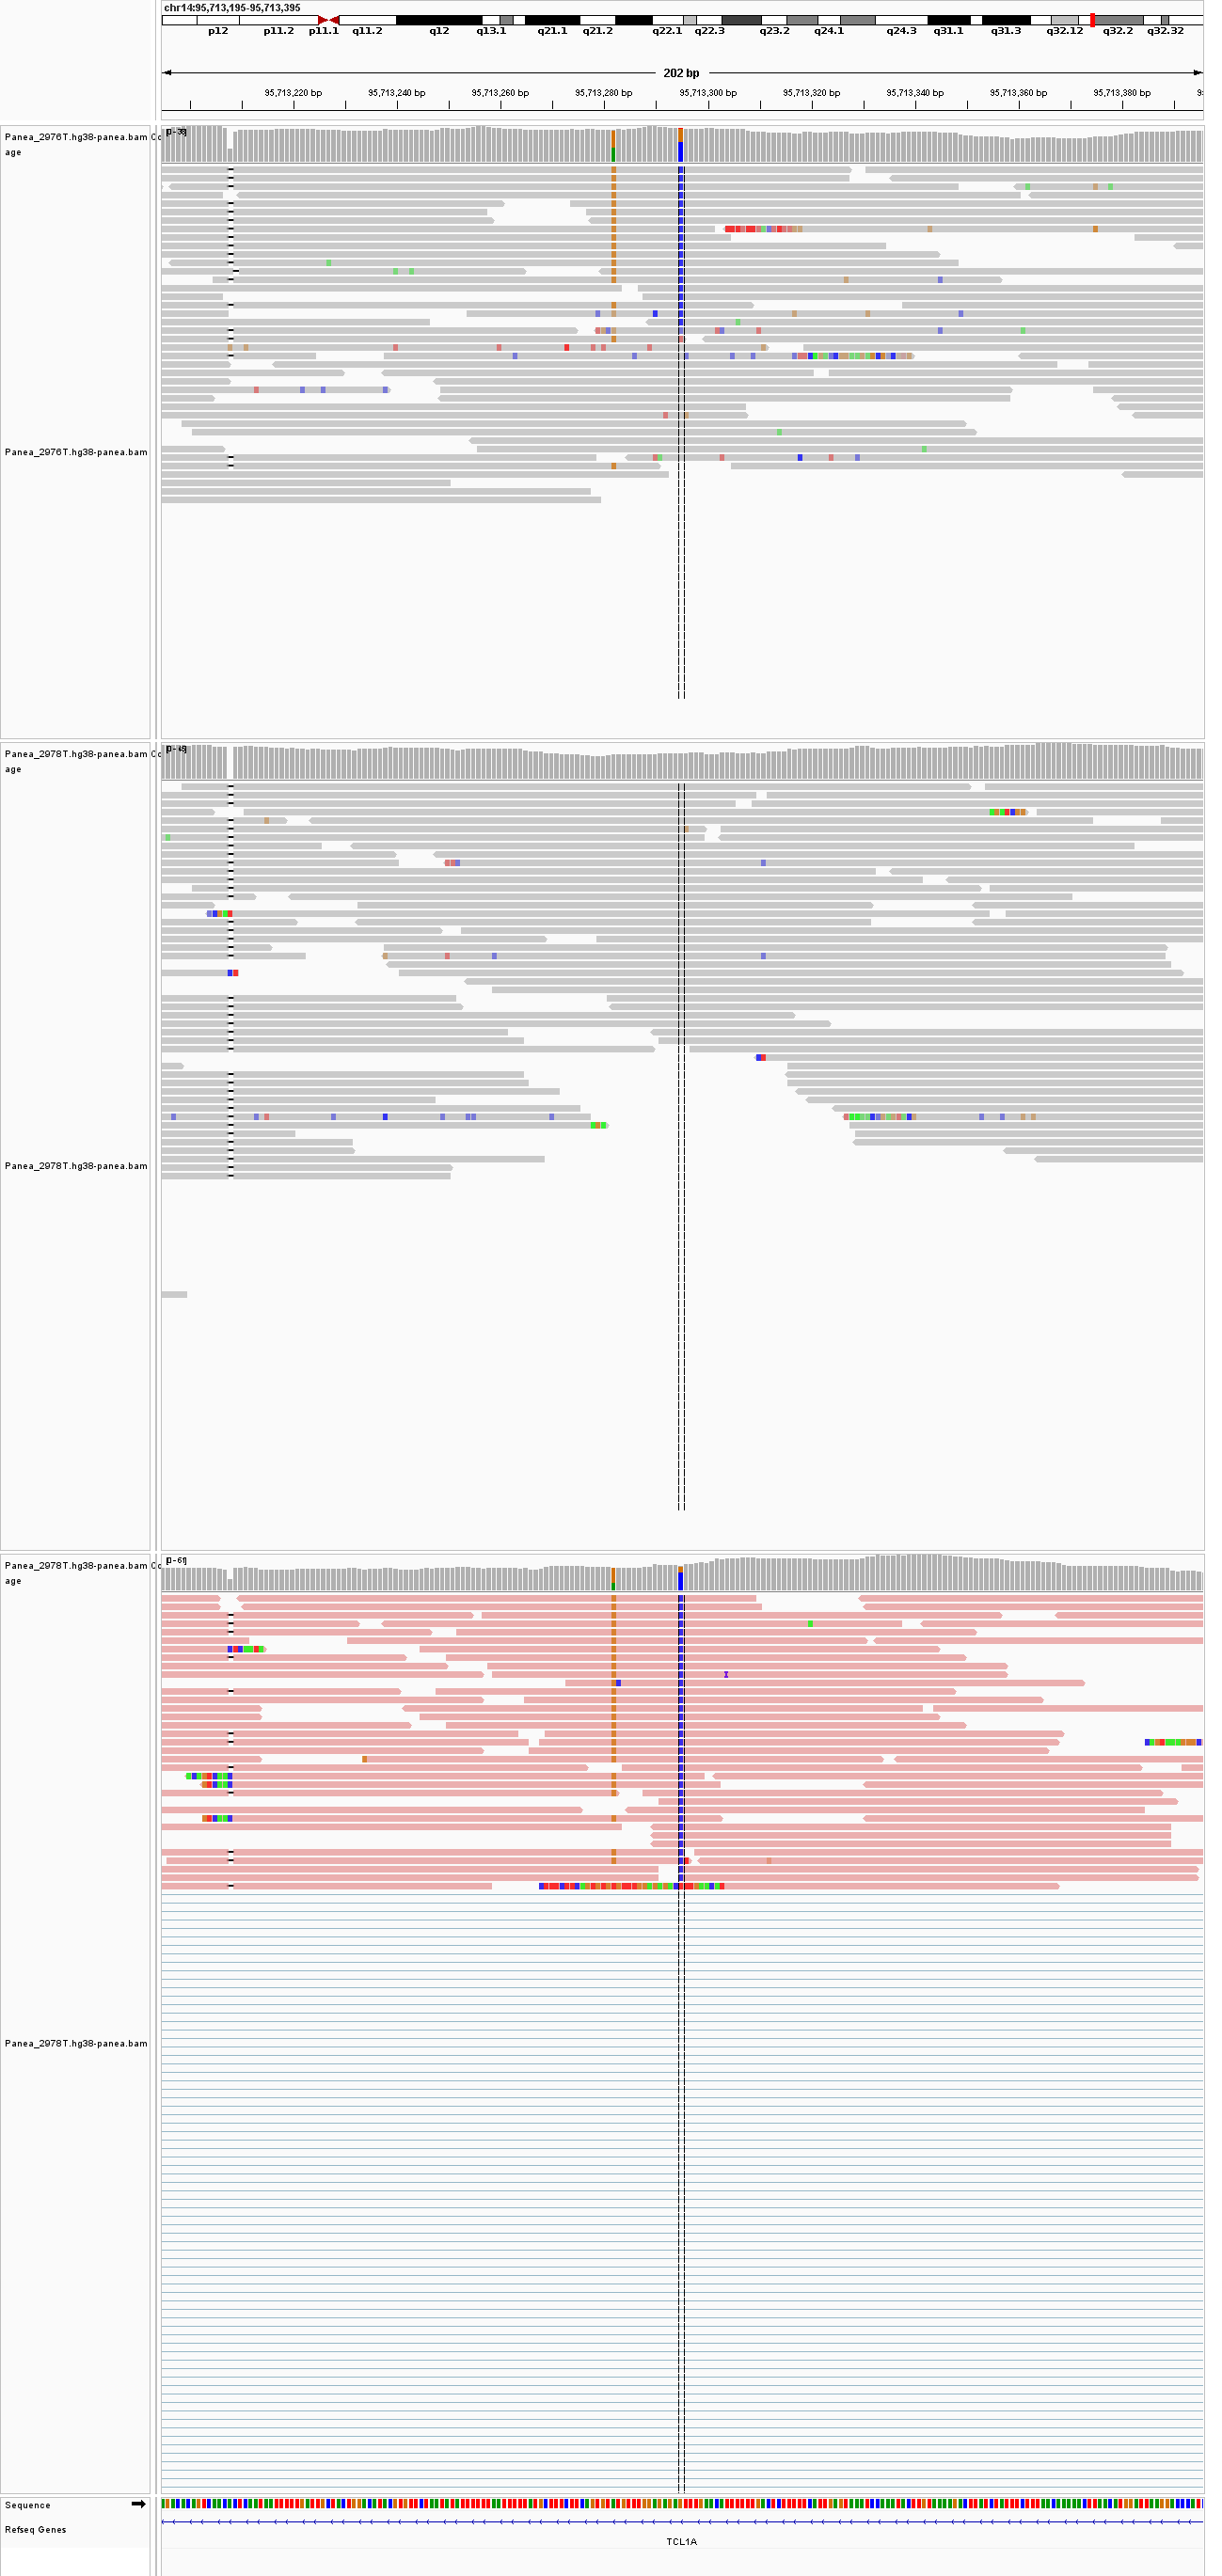 chr14:95,713,195-95,713,395
p12 p11.2 p11.1 q11.2 q12 q13.1 q21.1 q21.2 q22.1 q22.3 q23.2 q24.1 q24.3 q31.1 q31.3 q32.12 q32.2 q32.32
202 bp
95,713,220 bp 95,713,240 bp 95,713,260 bp 95,713,280 bp 95,713,300 bp 95,713,320 bp 95,713,340 bp 95,713,360 bp 95,713,380 bp
Panea_2976T.hg38-panea.bam Co
age
Panea_2976T.hg38-panea.bam
Panea_2978T.hg38-panea.bam Co
age
Panea_2978T.hg38-panea.bam
Panea_2978T.hg38-panea.bam Co
age
Panea_2978T.hg38-panea.bam
Sequence
Refseq Genes
TCL1A